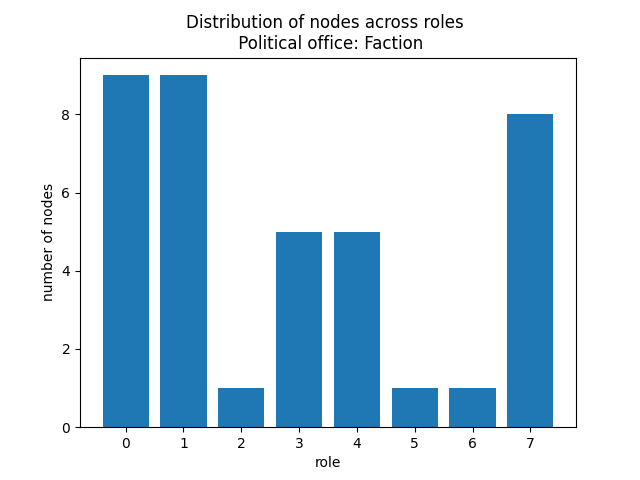 Distribution of nodes across roles
Political office: Faction
number of nodes
8
6
4
2
0
0 1 2 3 4 5 6 7
role